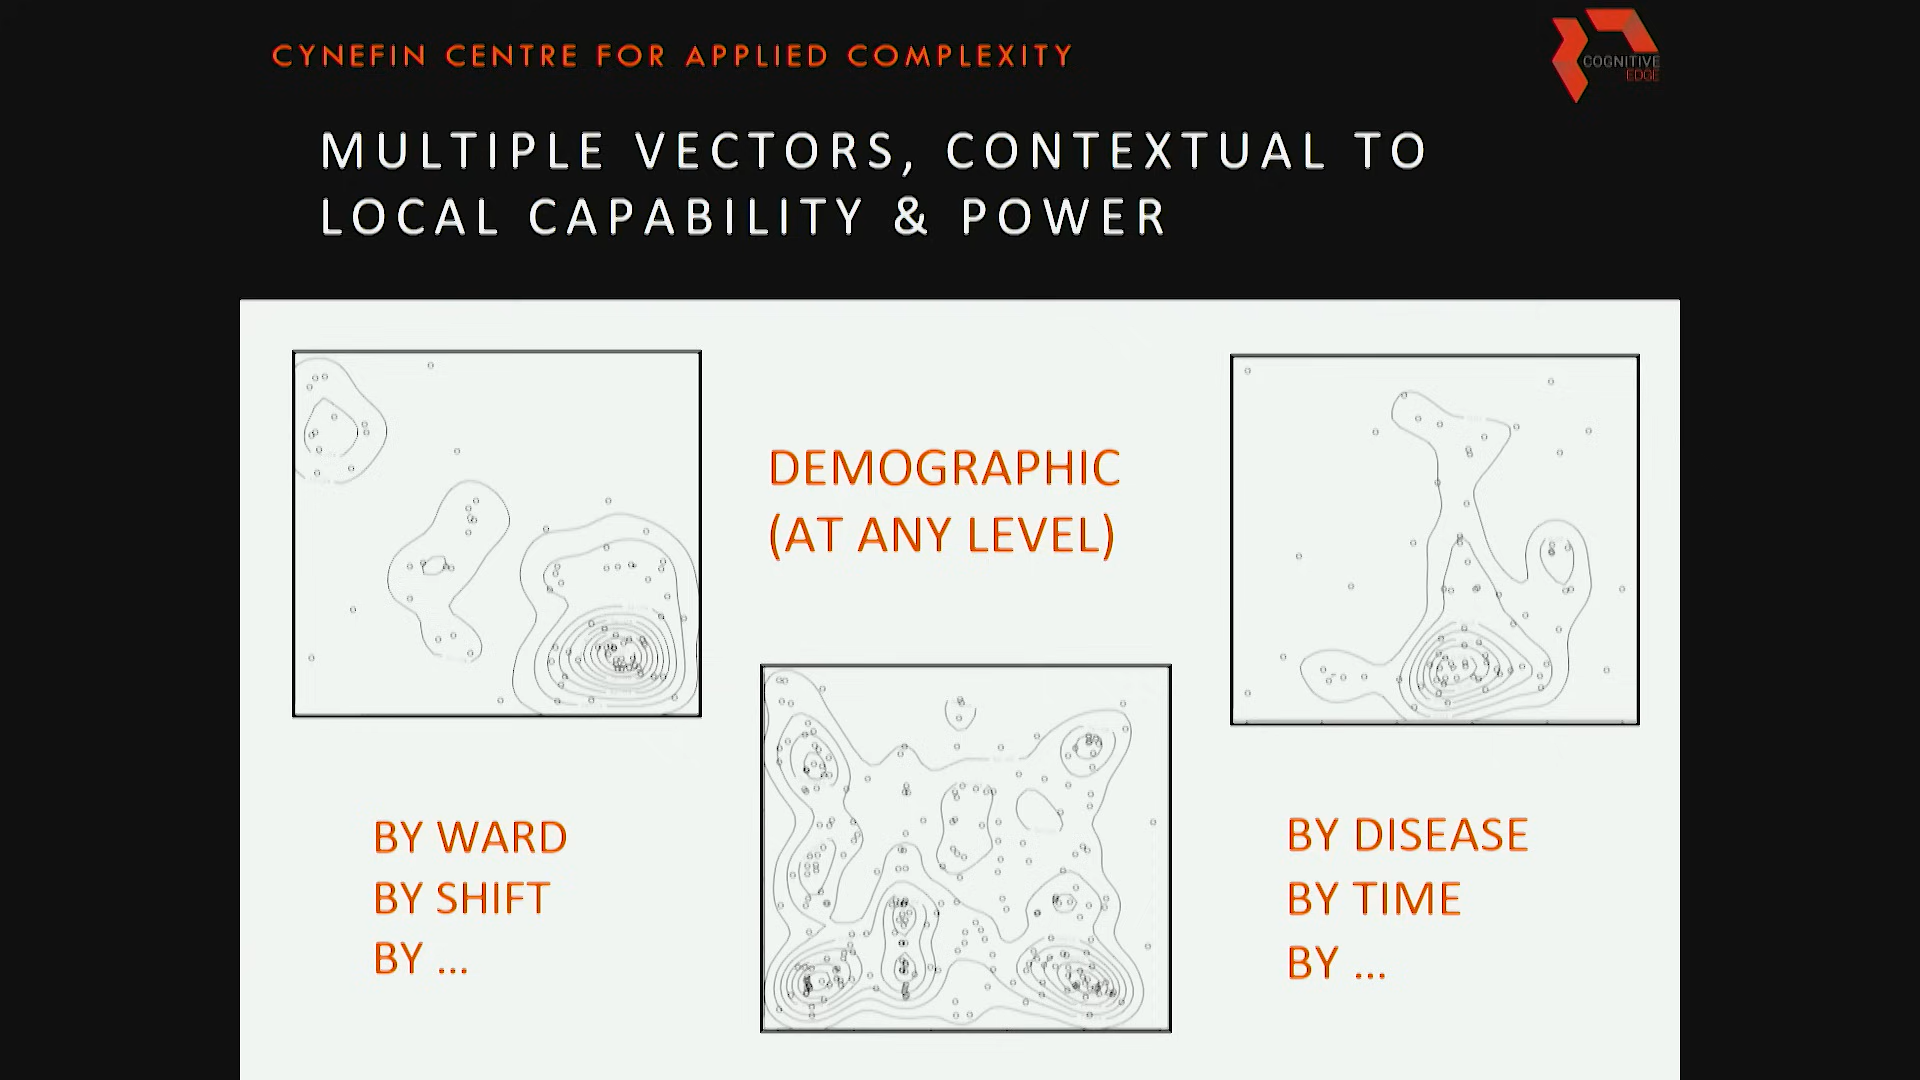 CYNEFIN CENTRE FOR APPLIED COMPLEXITY
COGNITIVE
EDGE
MULTIPLE VECTORS, CONTEXTUAL TO
LOCAL CAPABILITY & POWER
DEMOGRAPHIC
(AT ANY LEVEL)
BY WARD
BY SHIFT
BY ...
BY DISEASE
BY TIME
BY ...